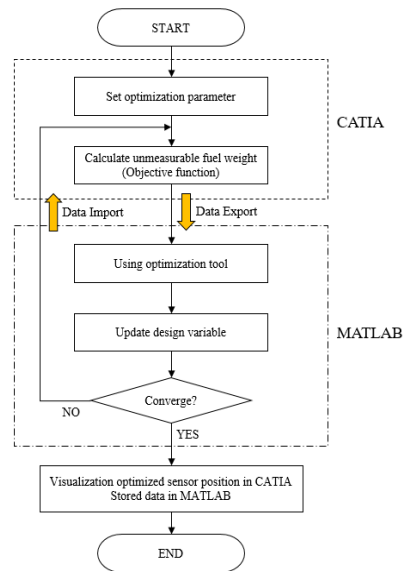 START
Set optimization parameter
CATIA
Calculate unmeasurable fuel weight
(Objective function)
Data Import
Data Export
Using optimization tool
Update design variable
MATLAB
Converge?
NO
YES
Visualization optimized sensor position in CATIA
Stored data in MATLAB
END